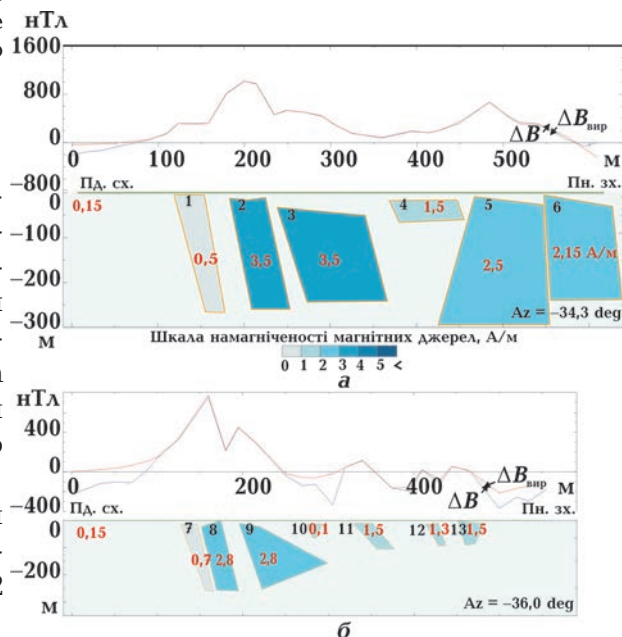 нТл
1600
800
0
−800
0 100 200 300 400 500 м
ΔB ΔBвир
Пд. сх. Пн. зх.
0
−100
−200
−300
м
0,15
1 2 3 4 5 6
0,5 3,5 3,5 1,5 2,5 2,15 А/м
Az = −34,3 deg
Шкала намагніченості магнітних джерел, А/м
0 1 2 3 4 5 <
а
нТл
400
0
−400
0 200 400 м
ΔB ΔBвир
Пд. сх. Пн. зх.
0
−200
м
0,15
7 8 9 10 0,1 11 1,5 12 1,3 13 1,5
0,7 2,8 2,8
Az = −36,0 deg
б